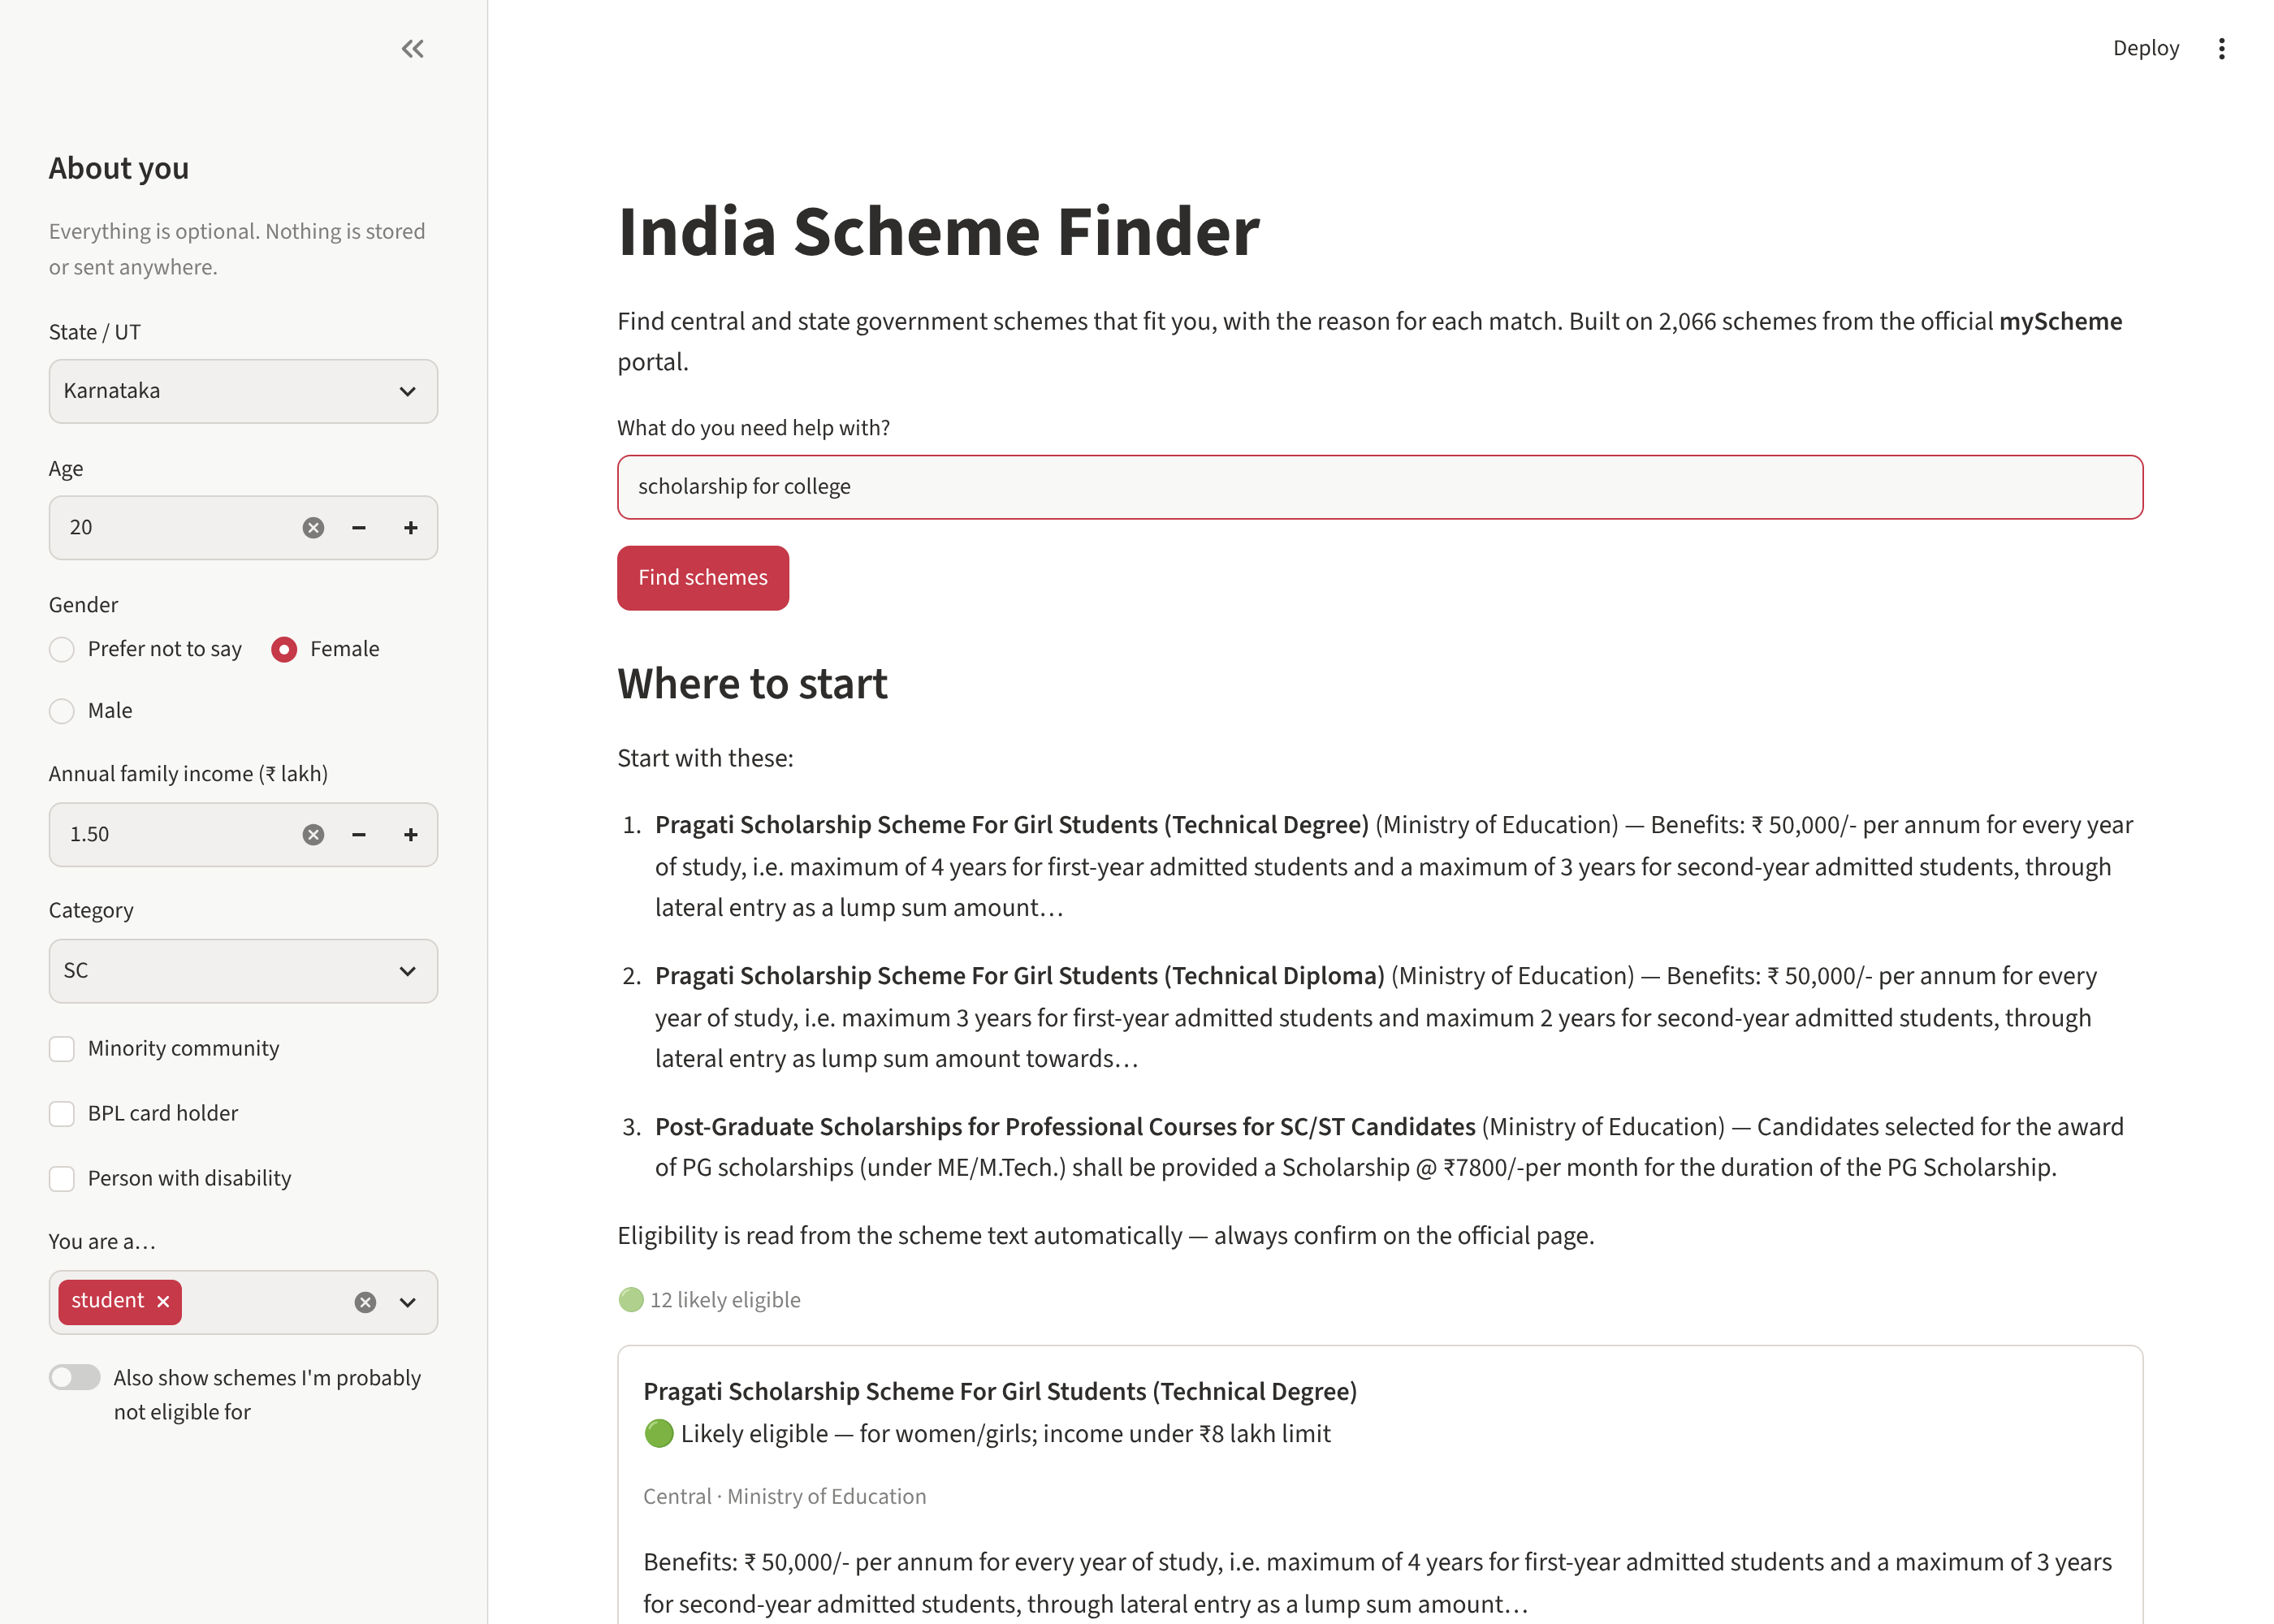 Deploy
About you
Everything is optional. Nothing is stored
or sent anywhere.
State / UT
Karnataka
Age
20
Gender
Prefer not to say
Female
Male
Annual family income (₹ lakh)
1.50
Category
SC
Minority community
BPL card holder
Person with disability
You are a…
student
Also show schemes I'm probably
not eligible for
India Scheme Finder
Find central and state government schemes that fit you, with the reason for each match. Built on 2,066 schemes from the official myScheme
portal.
What do you need help with?
scholarship for college
Find schemes
Where to start
Start with these:
1. Pragati Scholarship Scheme For Girl Students (Technical Degree) (Ministry of Education) — Benefits: ₹ 50,000/- per annum for every year
of study, i.e. maximum of 4 years for first-year admitted students and a maximum of 3 years for second-year admitted students, through
lateral entry as a lump sum amount…
2. Pragati Scholarship Scheme For Girl Students (Technical Diploma) (Ministry of Education) — Benefits: ₹ 50,000/- per annum for every
year of study, i.e. maximum 3 years for first-year admitted students and maximum 2 years for second-year admitted students, through
lateral entry as lump sum amount towards…
3. Post-Graduate Scholarships for Professional Courses for SC/ST Candidates (Ministry of Education) — Candidates selected for the award
of PG scholarships (under ME/M.Tech.) shall be provided a Scholarship @ ₹7800/-per month for the duration of the PG Scholarship.
Eligibility is read from the scheme text automatically — always confirm on the official page.
12 likely eligible
Pragati Scholarship Scheme For Girl Students (Technical Degree)
Likely eligible — for women/girls; income under ₹8 lakh limit
Central · Ministry of Education
Benefits: ₹ 50,000/- per annum for every year of study, i.e. maximum of 4 years for first-year admitted students and a maximum of 3 years
for second-year admitted students, through lateral entry as a lump sum amount…